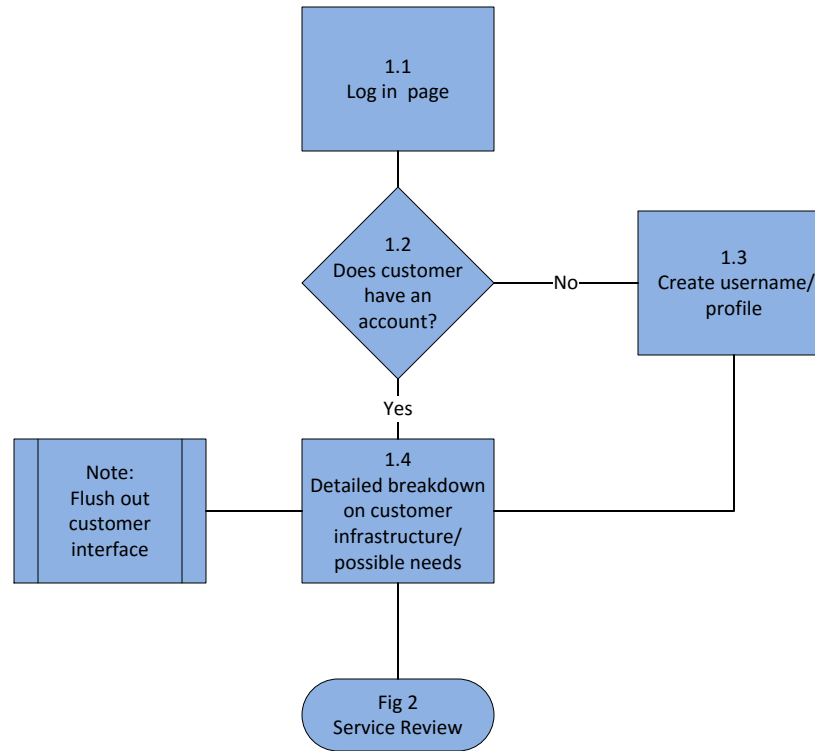 1.1
Log in  page
1.2
Does customer
have an
account?
No
1.3
Create username/
profile
Yes
Note:
Flush out
customer
interface
1.4
Detailed breakdown
on customer
infrastructure/
possible needs
Fig 2
Service Review